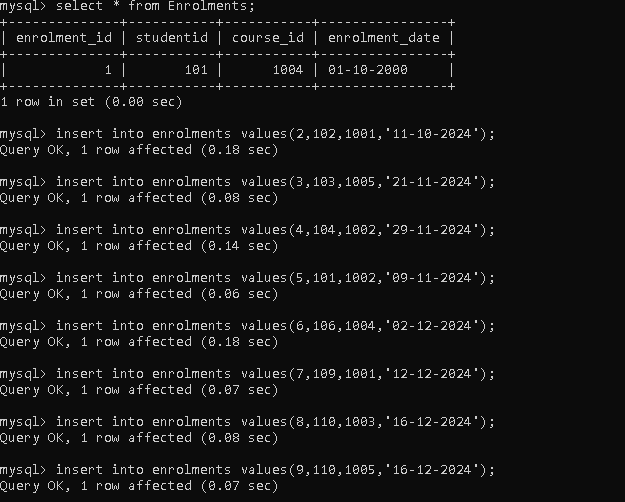 mysql> select * from Enrolments;
+--------------+-----------+-----------+----------------+
| enrolment_id | studentid | course_id | enrolment_date |
+--------------+-----------+-----------+----------------+
|            1 |       101 |      1004 | 01-10-2000     |
+--------------+-----------+-----------+----------------+
1 row in set (0.00 sec)
mysql> insert into enrolments values(2,102,1001,'11-10-2024');
Query OK, 1 row affected (0.18 sec)
mysql> insert into enrolments values(3,103,1005,'21-11-2024');
Query OK, 1 row affected (0.08 sec)
mysql> insert into enrolments values(4,104,1002,'29-11-2024');
Query OK, 1 row affected (0.14 sec)
mysql> insert into enrolments values(5,101,1002,'09-11-2024');
Query OK, 1 row affected (0.06 sec)
mysql> insert into enrolments values(6,106,1004,'02-12-2024');
Query OK, 1 row affected (0.18 sec)
mysql> insert into enrolments values(7,109,1001,'12-12-2024');
Query OK, 1 row affected (0.07 sec)
mysql> insert into enrolments values(8,110,1003,'16-12-2024');
Query OK, 1 row affected (0.08 sec)
mysql> insert into enrolments values(9,110,1005,'16-12-2024');
Query OK, 1 row affected (0.07 sec)